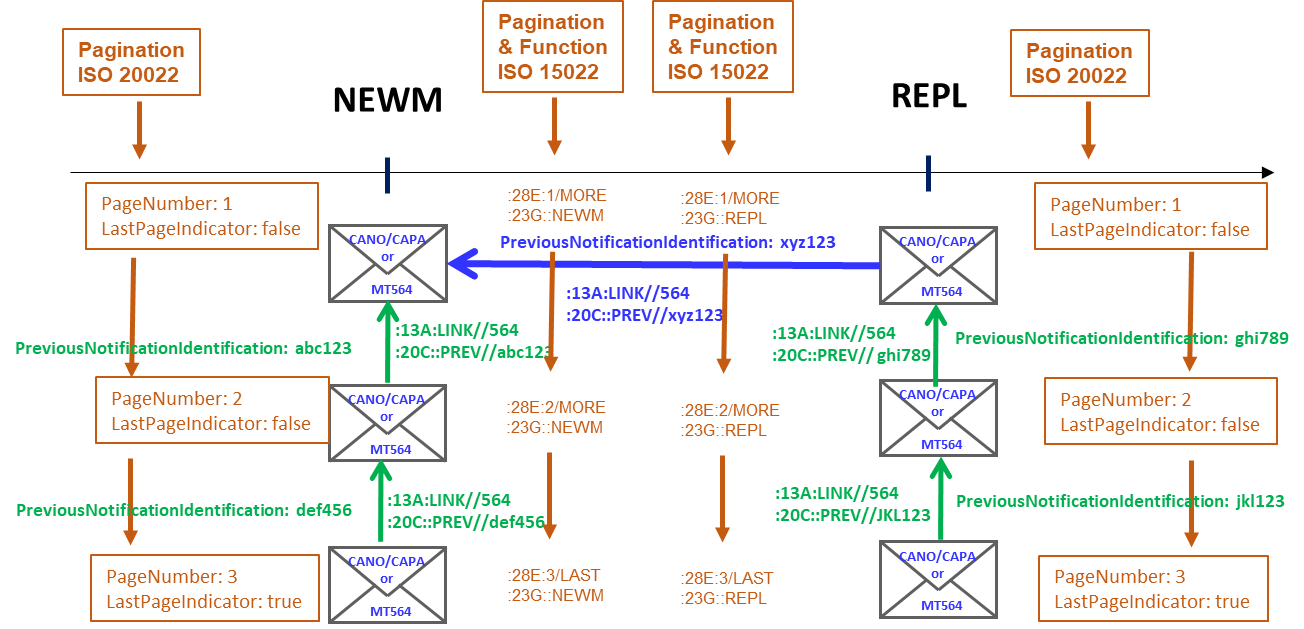 Pagination
ISO 20022
NEWM
Pagination
& Function
ISO 15022
Pagination
& Function
ISO 15022
REPL
Pagination
ISO 20022
PageNumber: 1
LastPageIndicator: false
CANO/CAPA
or
MT564
:28E:1/MORE
:23G::NEWM
:28E:1/MORE
:23G::REPL
PreviousNotificationIdentification: xyz123
:13A:LINK//564
:20C::PREV//xyz123
CANO/CAPA
or
MT564
PageNumber: 1
LastPageIndicator: false
PreviousNotificationIdentification: abc123
:13A:LINK//564
:20C::PREV//abc123
:13A:LINK//564
:20C::PREV// ghi789
PreviousNotificationIdentification: ghi789
PageNumber: 2
LastPageIndicator: false
CANO/CAPA
or
MT564
:28E:2/MORE
:23G::NEWM
:28E:2/MORE
:23G::REPL
CANO/CAPA
or
MT564
PageNumber: 2
LastPageIndicator: false
PreviousNotificationIdentification: def456
:13A:LINK//564
:20C::PREV//def456
:13A:LINK//564
:20C::PREV//JKL123
PreviousNotificationIdentification: jkl123
PageNumber: 3
LastPageIndicator: true
CANO/CAPA
or
MT564
:28E:3/LAST
:23G::NEWM
:28E:3/LAST
:23G::REPL
CANO/CAPA
or
MT564
PageNumber: 3
LastPageIndicator: true